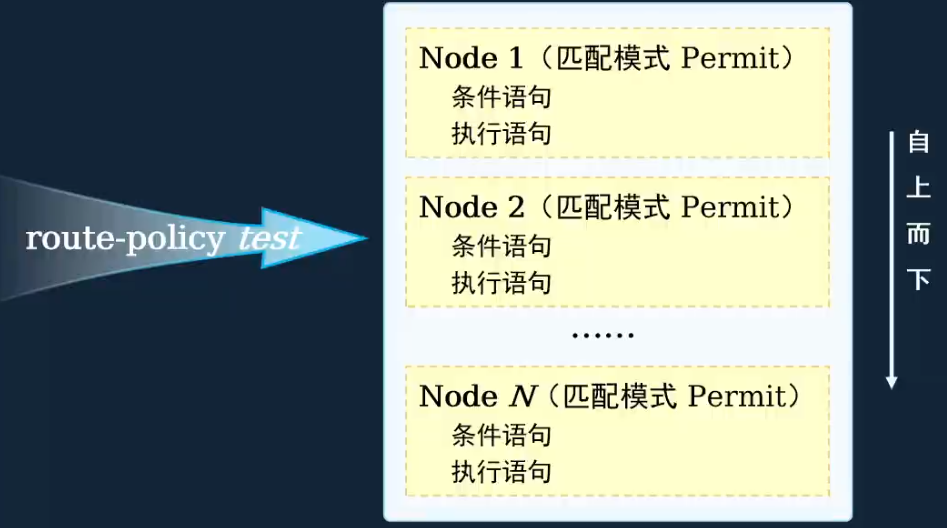 Node 1（匹配模式 Permit）
条件语句
执行语句
Node 2（匹配模式 Permit）
条件语句
执行语句
route-policy test
······
Node N（匹配模式 Permit）
条件语句
执行语句
自上而下